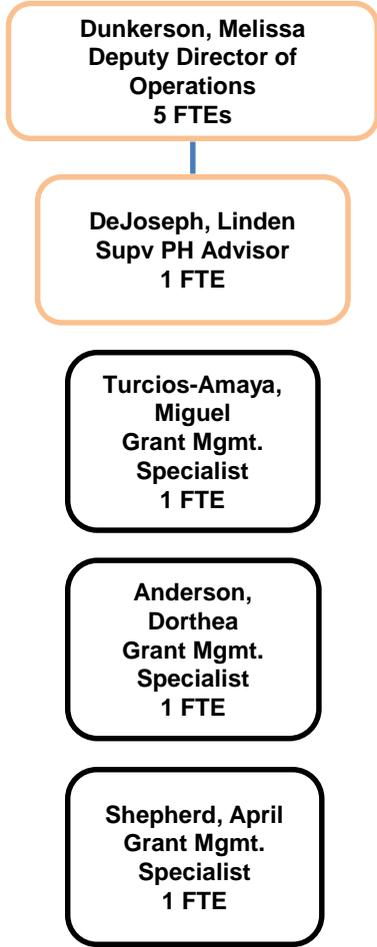 Dunkerson, Melissa
Deputy Director of
Operations
5 FTEs
DeJoseph, Linden
Supv PH Advisor
1 FTE
Turcios-Amaya,
Miguel
Grant Mgmt.
Specialist
1 FTE
Anderson,
Dorthea
Grant Mgmt.
Specialist
1 FTE
Shepherd, April
Grant Mgmt.
Specialist
1 FTE